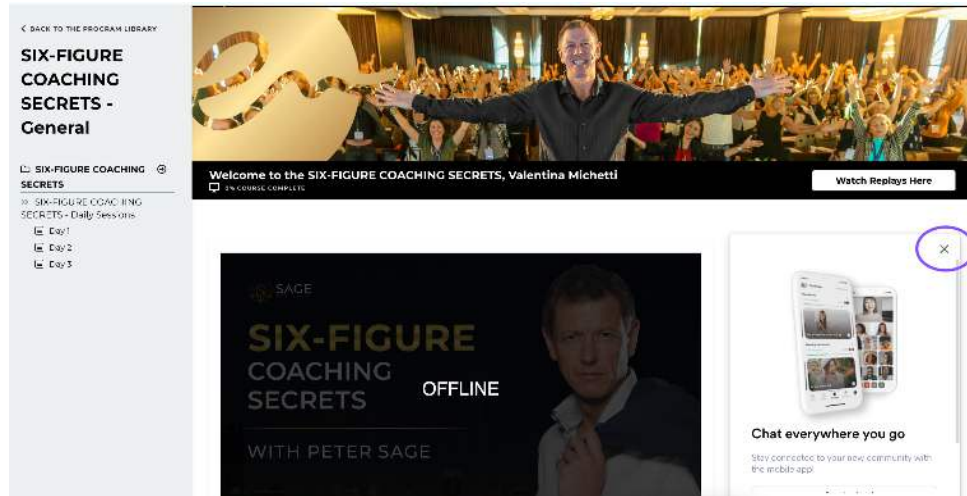 BACK TO THE PROGRAM LIBRARY
SIX-FIGURE
COACHING
SECRETS -
General
SIX-FIGURE COACHING
SECRETS
SIX-FIGURE COACHING
SECRETS - Daily Sessions
Day 1
Day 2
Day 3
Welcome to the SIX-FIGURE COACHING SECRETS, Valentina Michetti
3% COURSE COMPLETE
Watch Replays Here
SAGE
SIX-FIGURE
COACHING
SECRETS
OFFLINE
WITH PETER SAGE
Chat everywhere you go
Stay connected to your new community with
the mobile app!